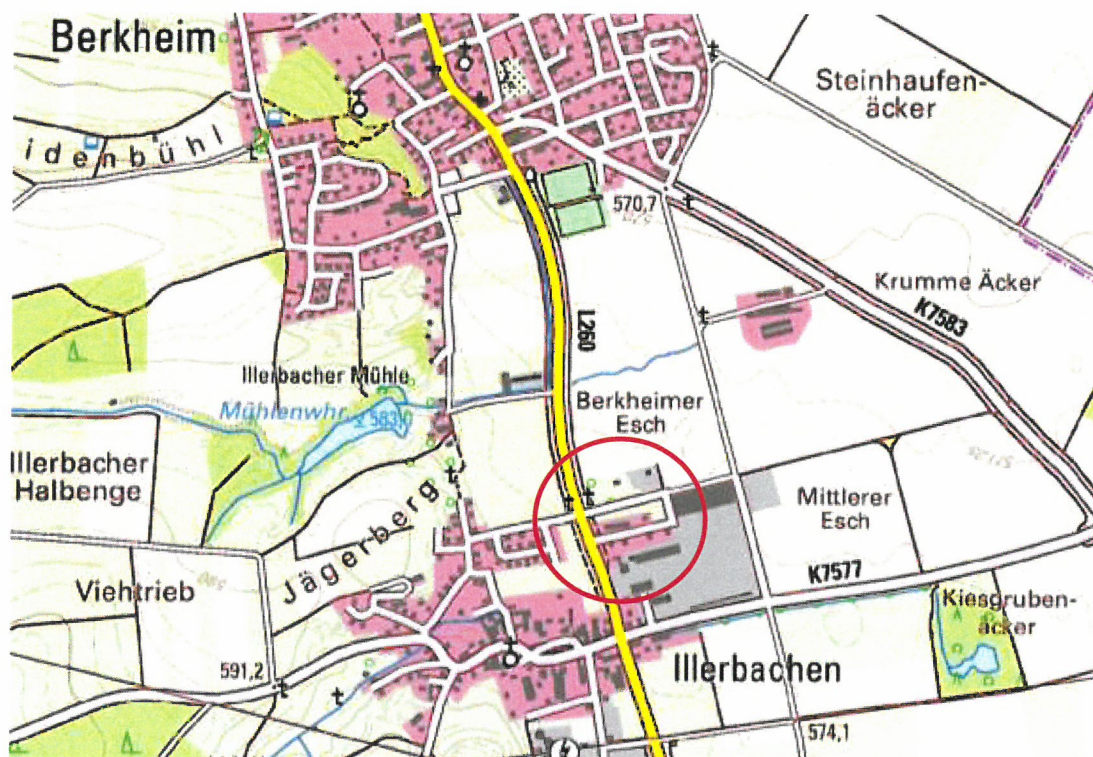 Berkheim
Steinhaufen-
äcker
idenbühl
570,7
Krumme Äcker
K7583
L260
Illerbacher Mühle
Mühlenwhr.
583,0
Berkheimer
Esch
Illerbacher
Halbenge
Jägerberg
Mittlerer
Esch
Viehtrieb
K7577
Kiesgruben-
äcker
591,2
Illerbachen
574,1